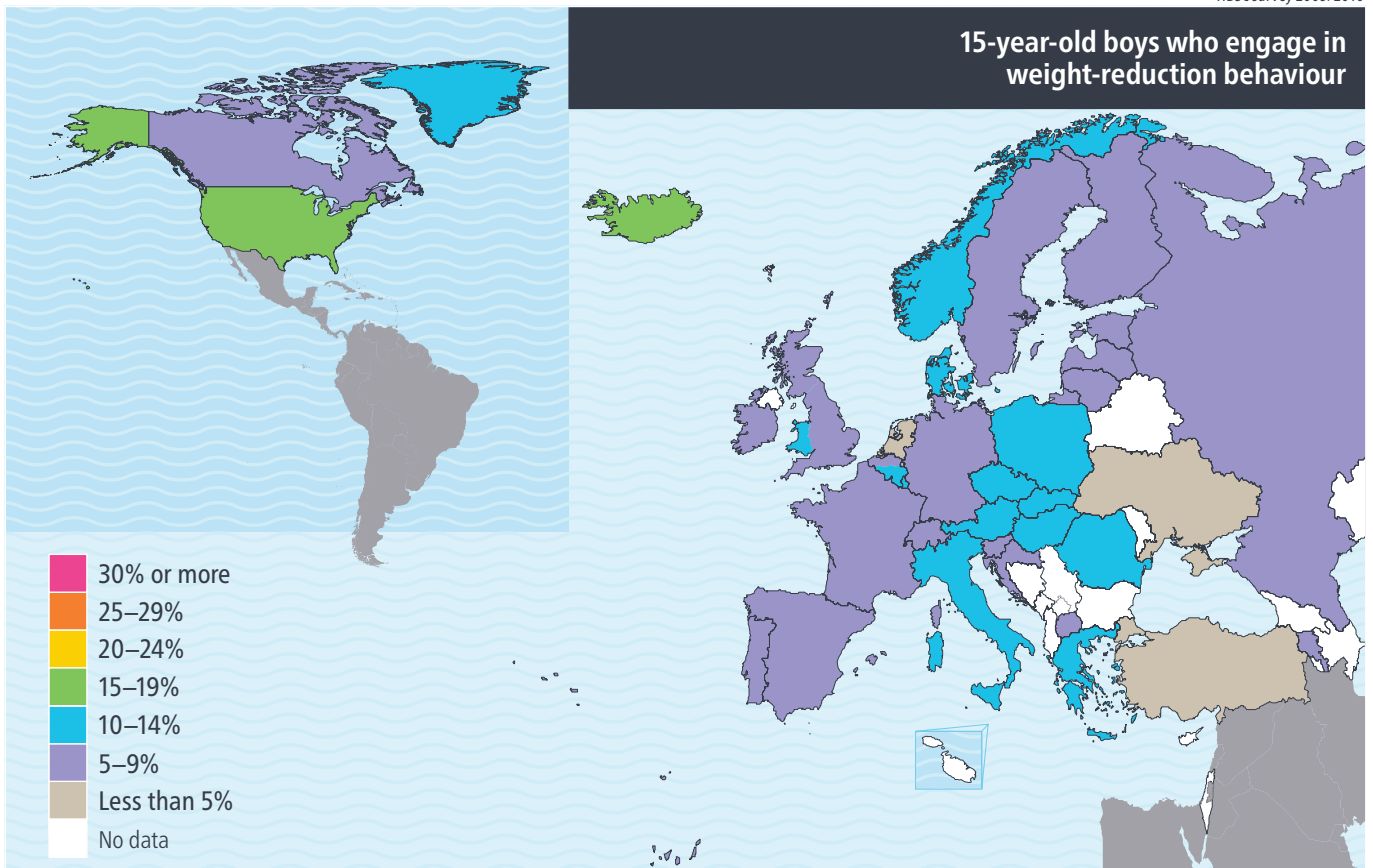 15-year-old boys who engage in
weight-reduction behaviour
30% or more
25–29%
20–24%
15–19%
10–14%
5–9%
Less than 5%
No data